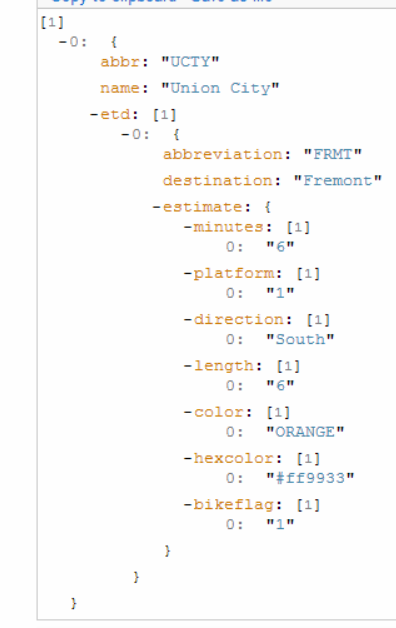 [1]
-0: {
abbr: "UCTY"
name: "Union City"
-etd: [1]
-0: {
abbreviation: "FRMT"
destination: "Fremont"
-estimate: {
-minutes: [1]
0: "6"
-platform: [1]
0: "1"
-direction: [1]
0: "South"
-length: [1]
0: "6"
-color: [1]
0: "ORANGE"
-hexcolor: [1]
0: "#ff9933"
-bikeflag: [1]
0: "1"
}
}
}